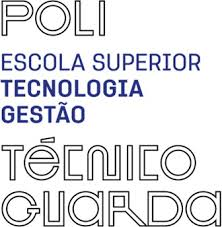 POLI
ESCOLA SUPERIOR
TECNOLOGIA
GESTÃO
TÉCNICO
GUARDA